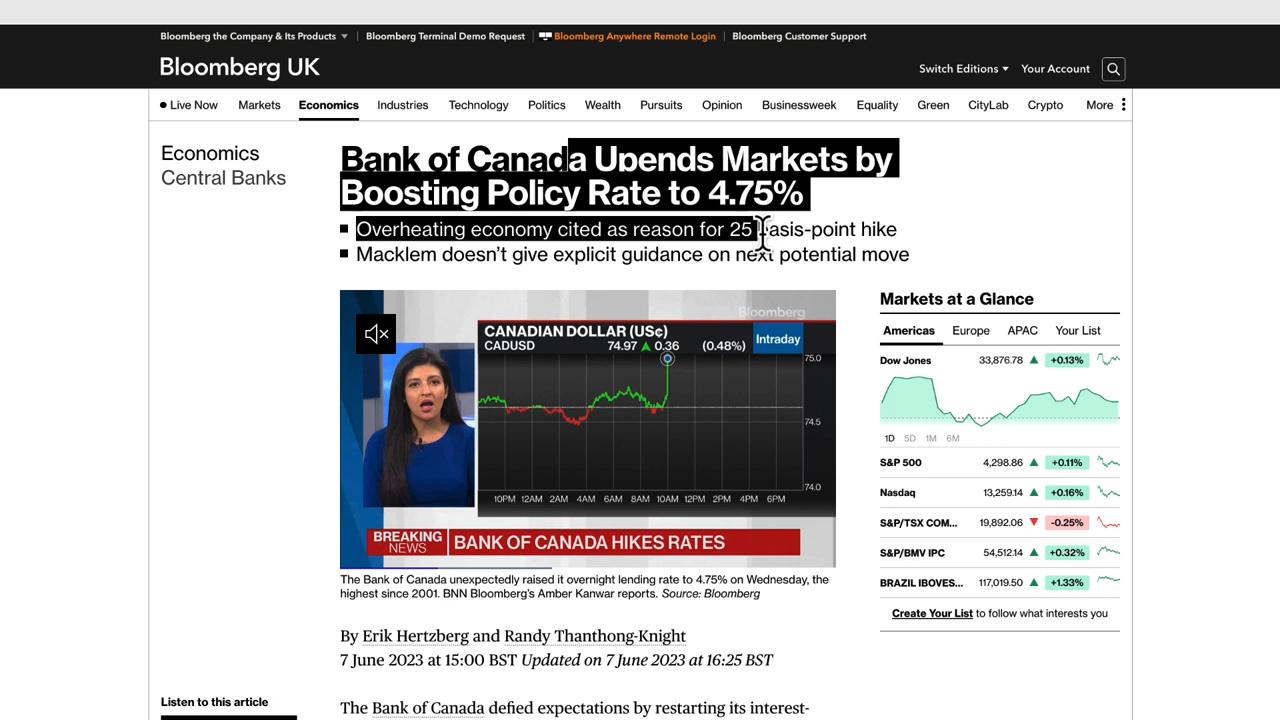 Bloomberg the Company & Its Products
Bloomberg Terminal Demo Request
Bloomberg Anywhere Remote Login
Bloomberg Customer Support
Bloomberg UK
Switch Editions
Your Account
Live Now
Markets
Economics
Industries
Technology
Politics
Wealth
Pursuits
Opinion
Businessweek
Equality
Green
CityLab
Crypto
More
Economics
Central Banks
Bank of Canada Upends Markets by
Boosting Policy Rate to 4.75%
Overheating economy cited as reason for 25 basis-point hike
Macklem doesn't give explicit guidance on next potential move
Bloomberg
CANADIAN DOLLAR (US¢)
CADUSD 74.97 ▲ 0.36 (0.48%)
Intraday
75.0
74.5
74.0
10PM 12AM 2AM 4AM 6AM 8AM 10AM 12PM 2PM 4PM 6PM
BREAKING
NEWS
BANK OF CANADA HIKES RATES
The Bank of Canada unexpectedly raised it overnight lending rate to 4.75% on Wednesday, the
highest since 2001. BNN Bloomberg's Amber Kanwar reports. Source: Bloomberg
By Erik Hertzberg and Randy Thanthong-Knight
7 June 2023 at 15:00 BST Updated on 7 June 2023 at 16:25 BST
Listen to this article
The Bank of Canada defied expectations by restarting its interest-
Markets at a Glance
Americas Europe APAC Your List
Dow Jones 33,876.78 ▲ +0.13%
1D 5D 1M 6M
S&P 500 4,298.86 ▲ +0.11%
Nasdaq 13,259.14 ▲ +0.16%
S&P/TSX COM... 19,892.06 ▼ -0.25%
S&P/BMV IPC 54,512.14 ▲ +0.32%
BRAZIL IBOVES... 117,019.50 ▲ +1.33%
Create Your List to follow what interests you